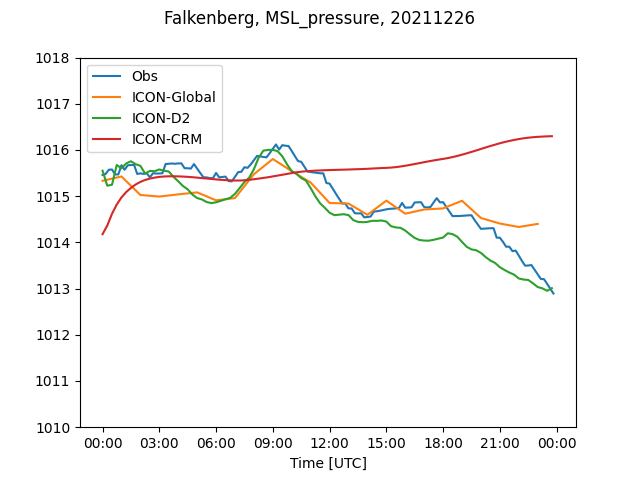 Falkenberg, MSL_pressure, 20211226
1018
1017
1016
1015
1014
1013
1012
1011
1010
Obs
ICON-Global
ICON-D2
ICON-CRM
00:00 03:00 06:00 09:00 12:00 15:00 18:00 21:00 00:00
Time [UTC]